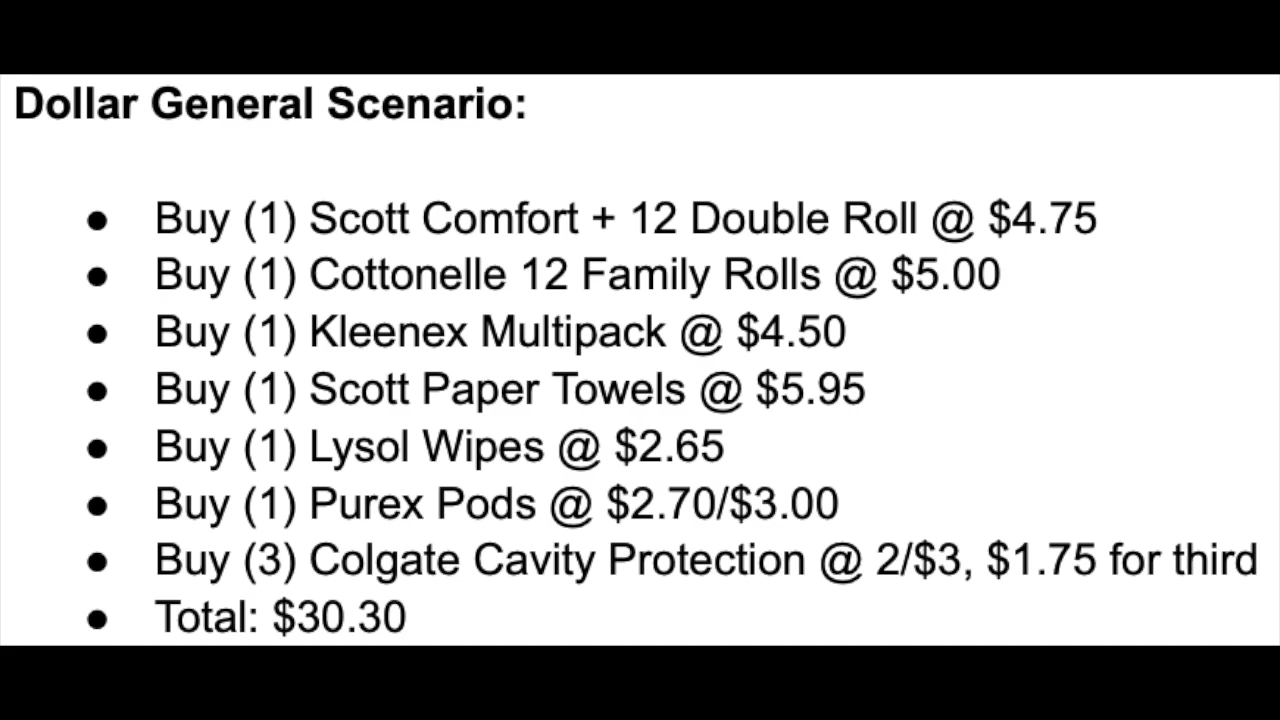 Dollar General Scenario:
● Buy (1) Scott Comfort + 12 Double Roll @ $4.75
● Buy (1) Cottonelle 12 Family Rolls @ $5.00
● Buy (1) Kleenex Multipack @ $4.50
● Buy (1) Scott Paper Towels @ $5.95
● Buy (1) Lysol Wipes @ $2.65
● Buy (1) Purex Pods @ $2.70/$3.00
● Buy (3) Colgate Cavity Protection @ 2/$3, $1.75 for third
● Total: $30.30